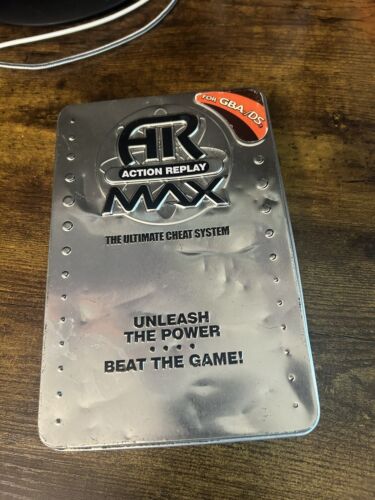 FOR GBA/DS
AR
ACTION REPLAY
MAX
THE ULTIMATE CHEAT SYSTEM
UNLEASH
THE POWER
••••
BEAT THE GAME!